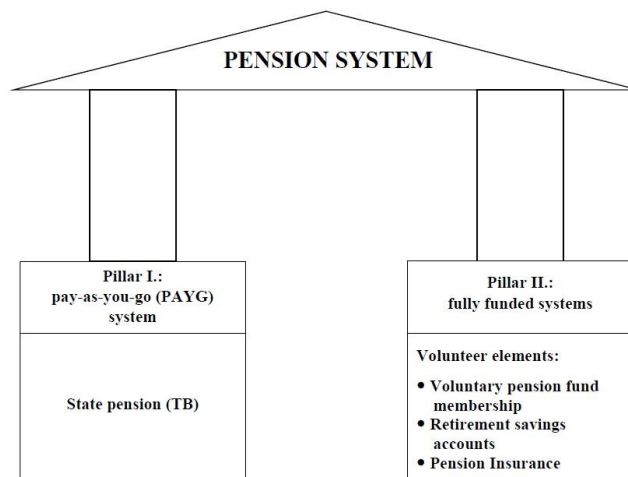 PENSION SYSTEM
Pillar I.:
pay-as-you-go (PAYG)
system
State pension (TB)
Pillar II.:
fully funded systems
Volunteer elements:
• Voluntary pension fund
membership
• Retirement savings
accounts
• Pension Insurance